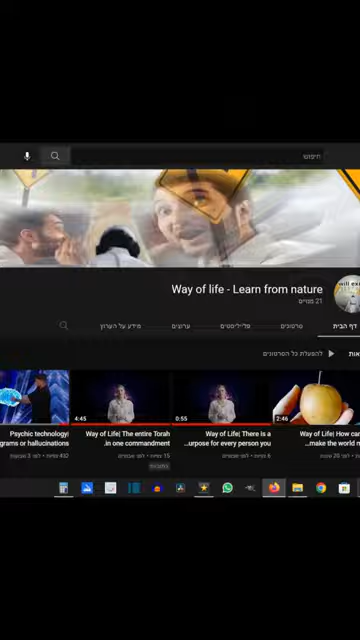 חיפוש
Way of life - Learn from nature
21 מנויים
דף הבית
סרטונים
פלייליסטים
ערוצים
מידע על הערוץ
להפעלת כל הסרטונים
4:45
0:55
2:46
Psychic technology|
grams or hallucinations
Way of Life| The entire Torah
in one commandment
Way of Life| There is a
urpose for every person you
Way of Life| How can
make the world
כתוביות